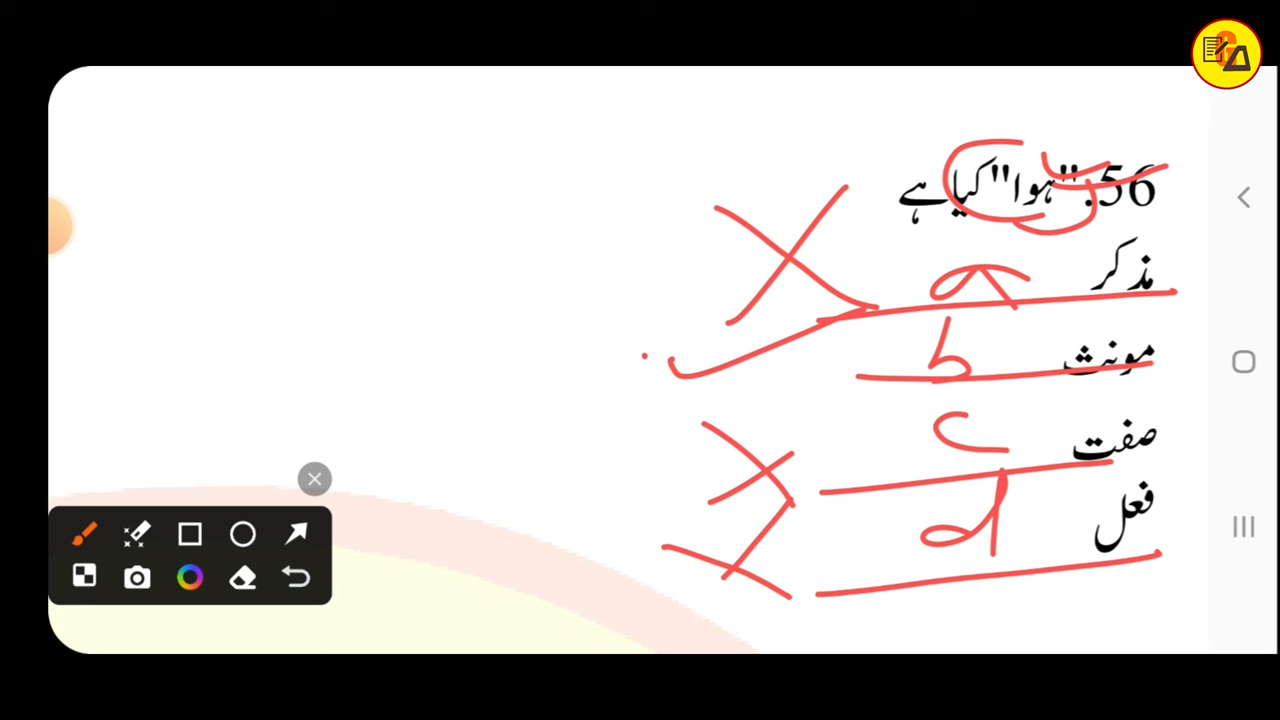 56. "ہوا" کیا ہے
مذکر a
مونث b
صفت c
فعل d